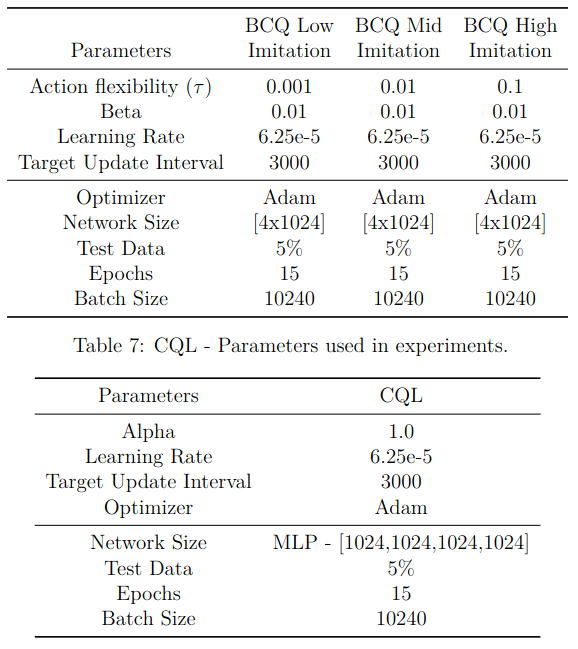 BCQ Low BCQ Mid BCQ High
Parameters Imitation Imitation Imitation
Action flexibility (τ) 0.001 0.01 0.1
Beta 0.01 0.01 0.01
Learning Rate 6.25e-5 6.25e-5 6.25e-5
Target Update Interval 3000 3000 3000
Optimizer Adam Adam Adam
Network Size [4x1024] [4x1024] [4x1024]
Test Data 5% 5% 5%
Epochs 15 15 15
Batch Size 10240 10240 10240
Table 7: CQL - Parameters used in experiments.
Parameters CQL
Alpha 1.0
Learning Rate 6.25e-5
Target Update Interval 3000
Optimizer Adam
Network Size MLP - [1024,1024,1024,1024]
Test Data 5%
Epochs 15
Batch Size 10240